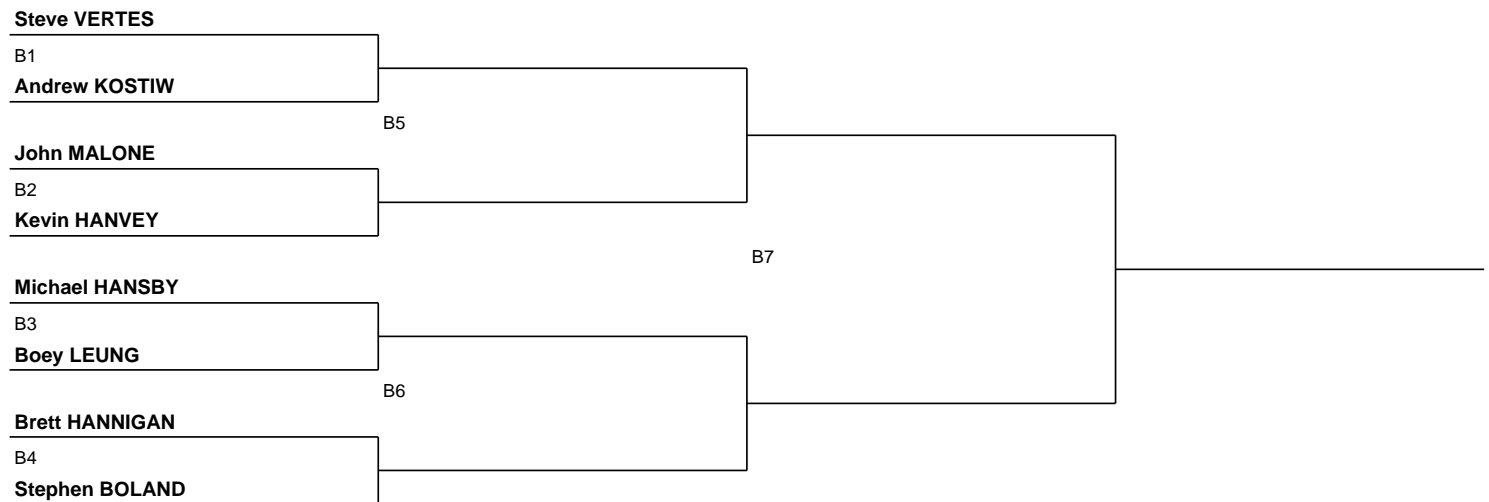 Steve VERTES
B1
Andrew KOSTIW
B5
John MALONE
B2
Kevin HANVEY
B7
Michael HANSBY
B3
Boey LEUNG
B6
Brett HANNIGAN
B4
Stephen BOLAND